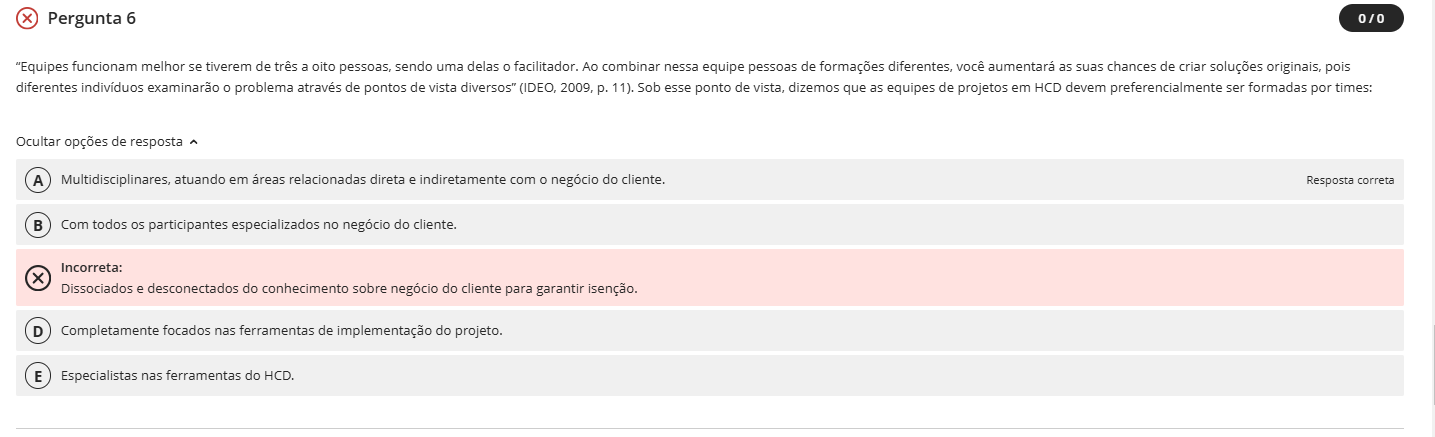 Pergunta 6
0 / 0
“Equipes funcionam melhor se tiverem de três a oito pessoas, sendo uma delas o facilitador. Ao combinar nessa equipe pessoas de formações diferentes, você aumentará as suas chances de criar soluções originais, pois
diferentes indivíduos examinarão o problema através de pontos de vista diversos” (IDEO, 2009, p. 11). Sob esse ponto de vista, dizemos que as equipes de projetos em HCD devem preferencialmente ser formadas por times:
Ocultar opções de resposta
A Multidisciplinares, atuando em áreas relacionadas direta e indiretamente com o negócio do cliente. Resposta correta
B Com todos os participantes especializados no negócio do cliente.
Incorreta:
Dissociados e desconectados do conhecimento sobre negócio do cliente para garantir isenção.
D Completamente focados nas ferramentas de implementação do projeto.
E Especialistas nas ferramentas do HCD.